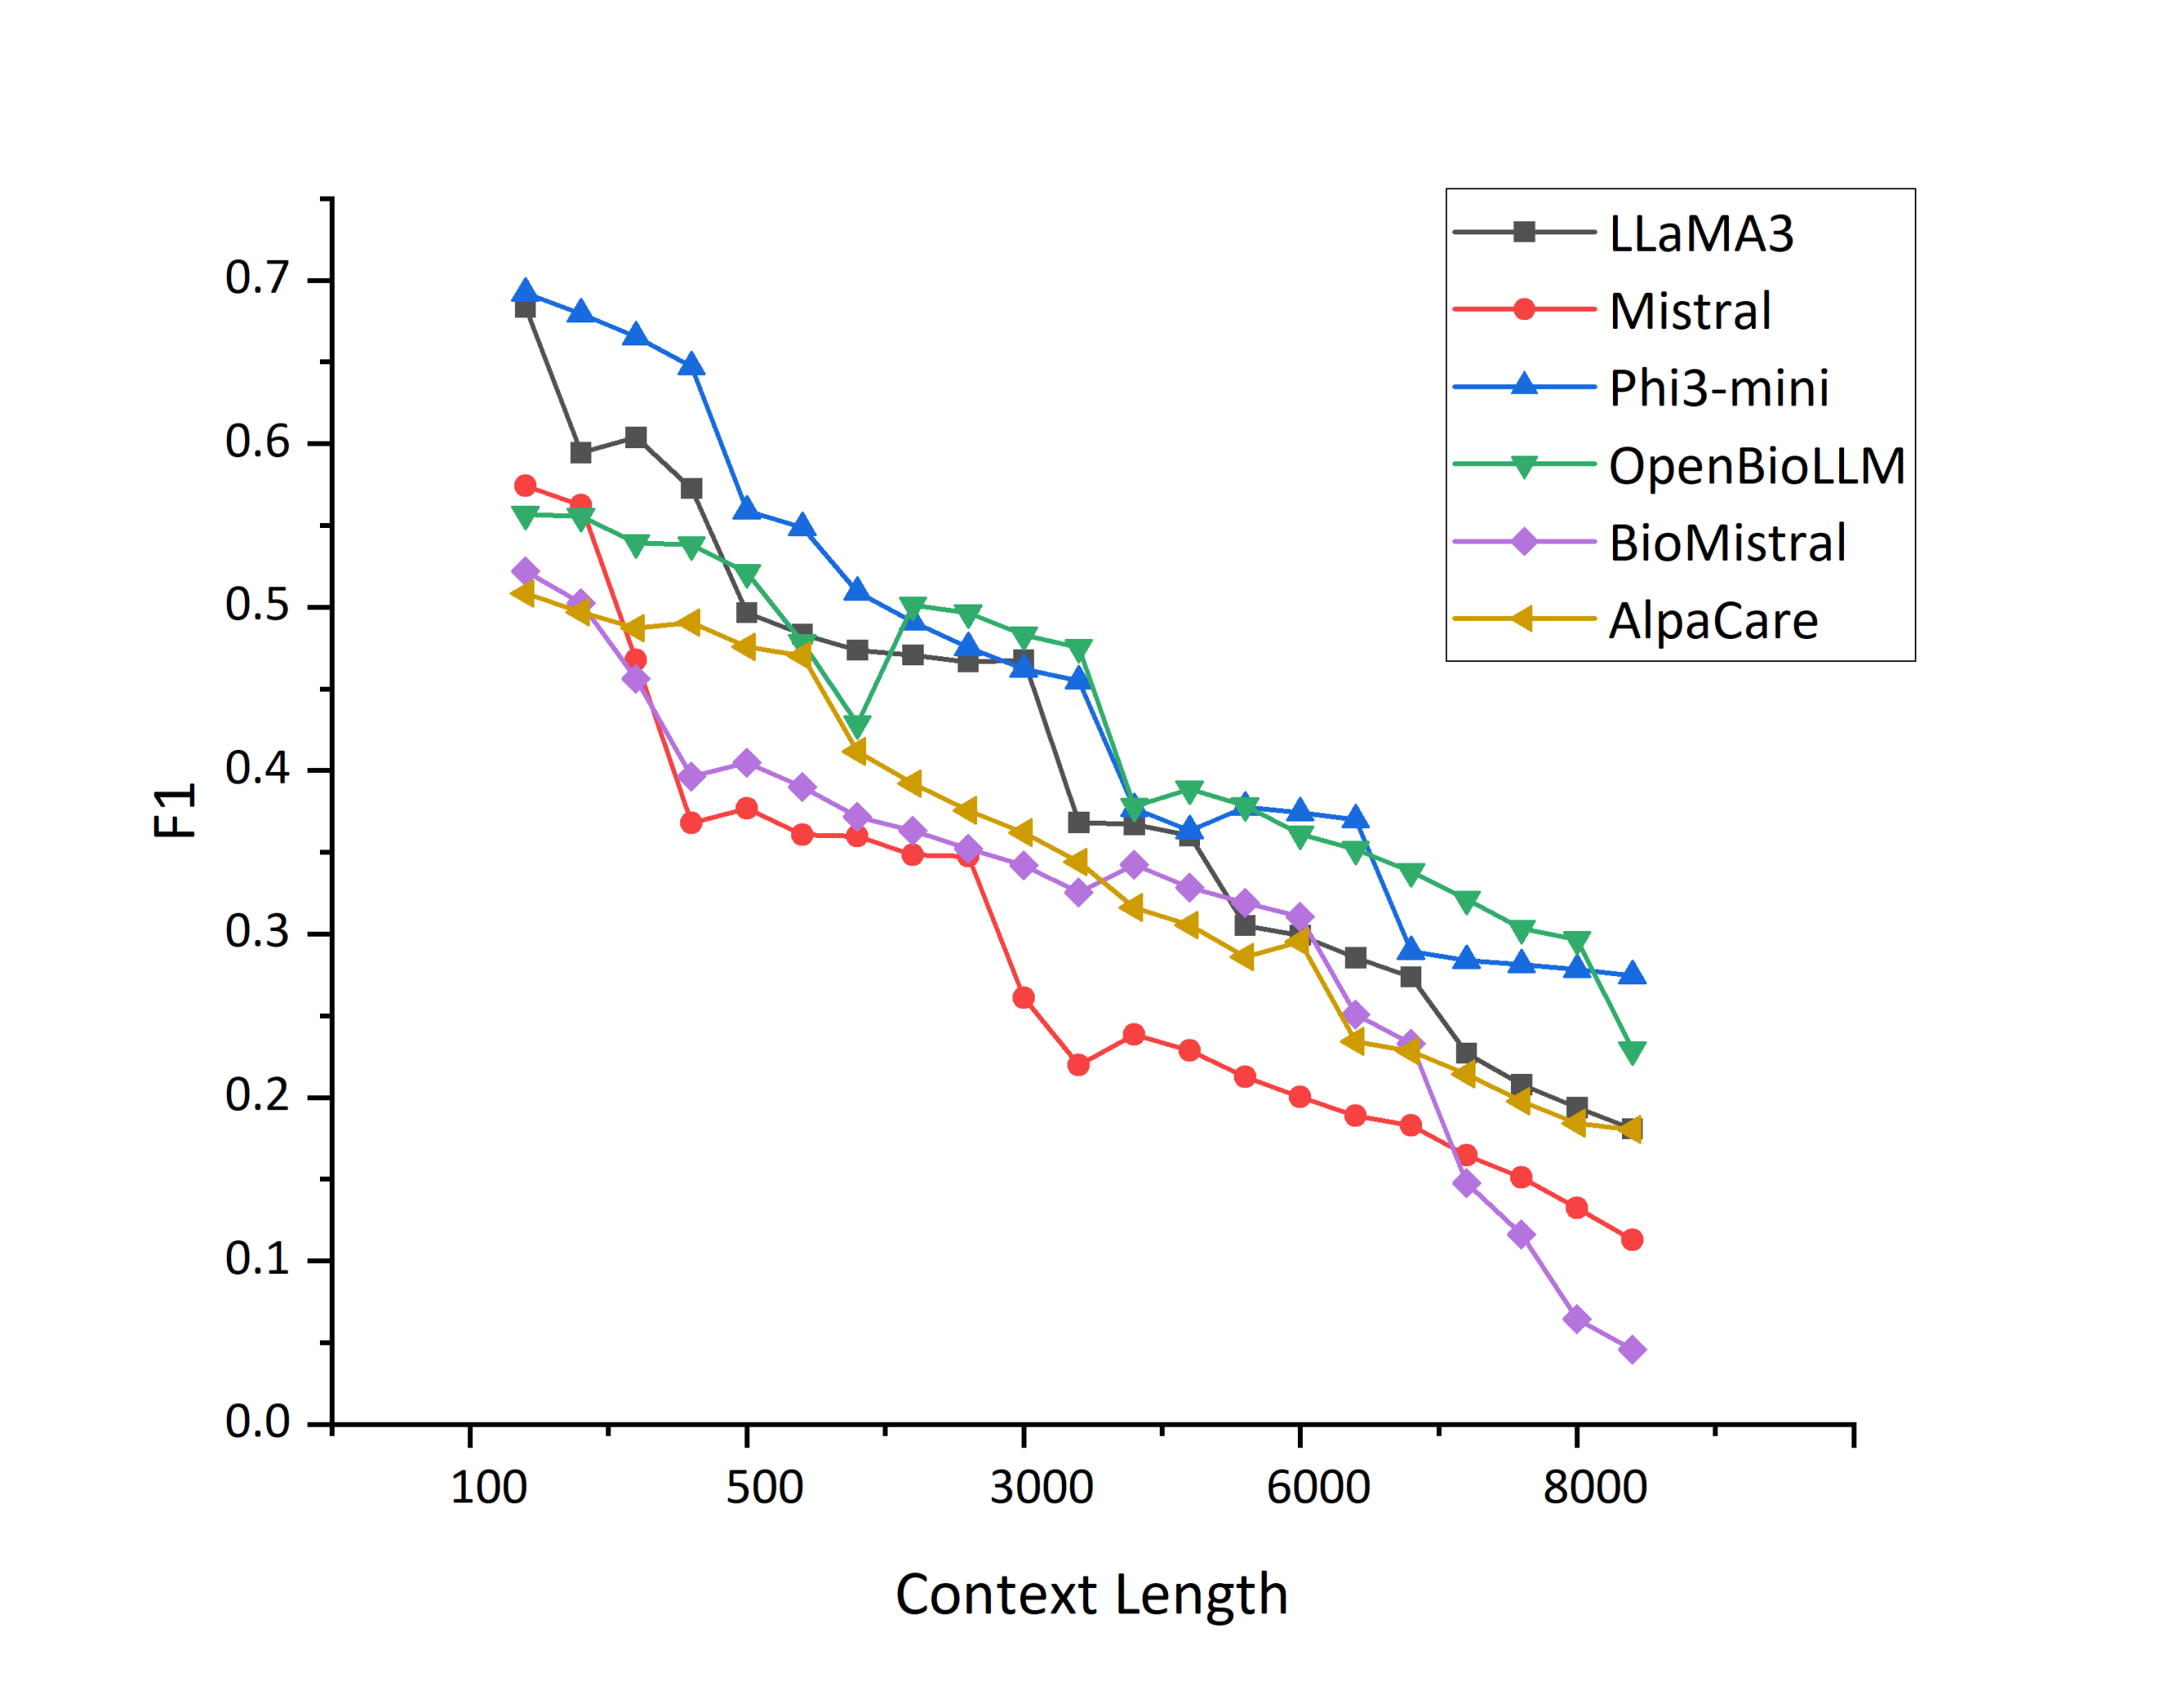 LLaMA3
Mistral
Phi3-mini
OpenBioLLM
BioMistral
AlpaCare
0.7
0.6
0.5
0.4
0.3
0.2
0.1
0.0
F1
100 500 3000 6000 8000
Context Length